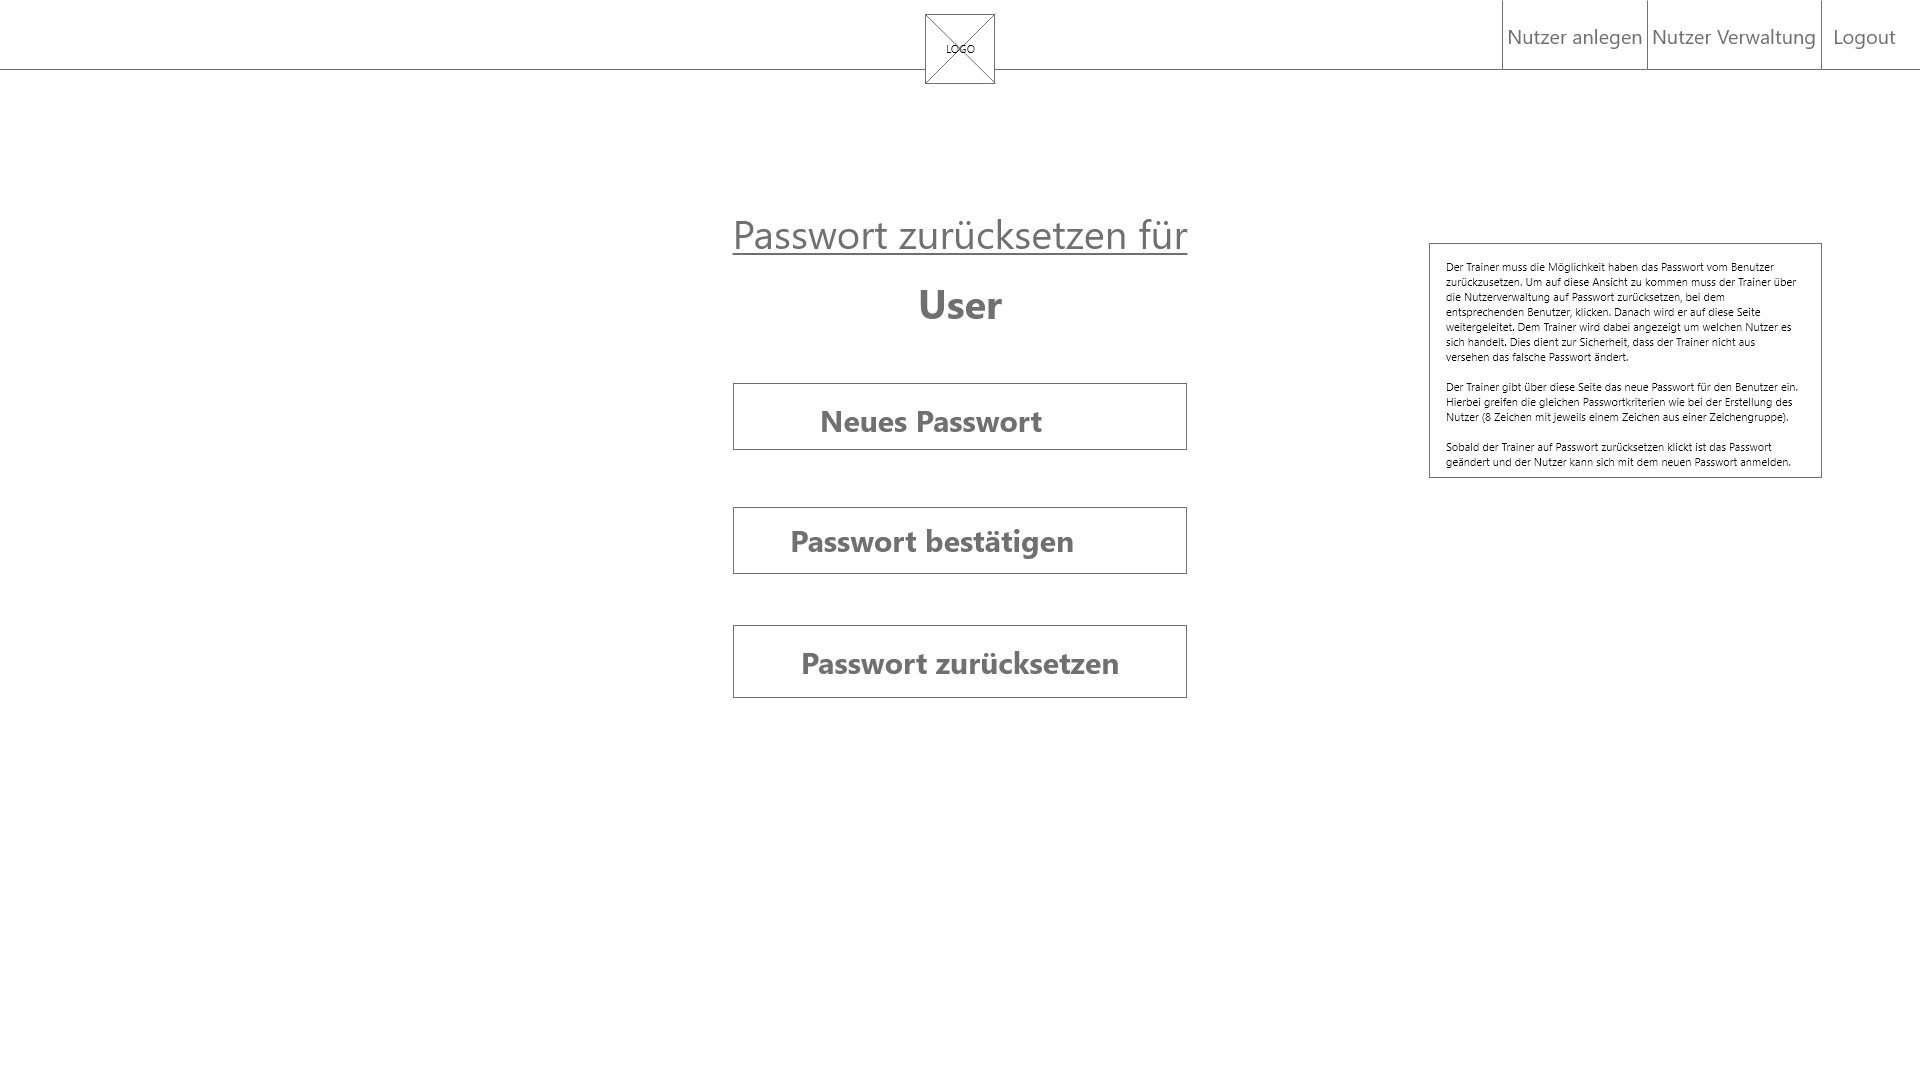 LOGO
Nutzer anlegen
Nutzer Verwaltung
Logout
Passwort zurücksetzen für
User
Neues Passwort
Passwort bestätigen
Passwort zurücksetzen
Der Trainer muss die Möglichkeit haben das Passwort vom Benutzer
zurückzusetzen. Um auf diese Ansicht zu kommen muss der Trainer über
die Nutzerverwaltung auf Passwort zurücksetzen, bei dem
entsprechenden Benutzer, klicken. Danach wird er auf diese Seite
weitergeleitet. Dem Trainer wird dabei angezeigt um welchen Nutzer es
sich handelt. Dies dient zur Sicherheit, dass der Trainer nicht aus
versehen das falsche Passwort ändert.
Der Trainer gibt über diese Seite das neue Passwort für den Benutzer ein.
Hierbei greifen die gleichen Passwortkriterien wie bei der Erstellung des
Nutzer (8 Zeichen mit jeweils einem Zeichen aus einer Zeichengruppe).
Sobald der Trainer auf Passwort zurücksetzen klickt ist das Passwort
geändert und der Nutzer kann sich mit dem neuen Passwort anmelden.